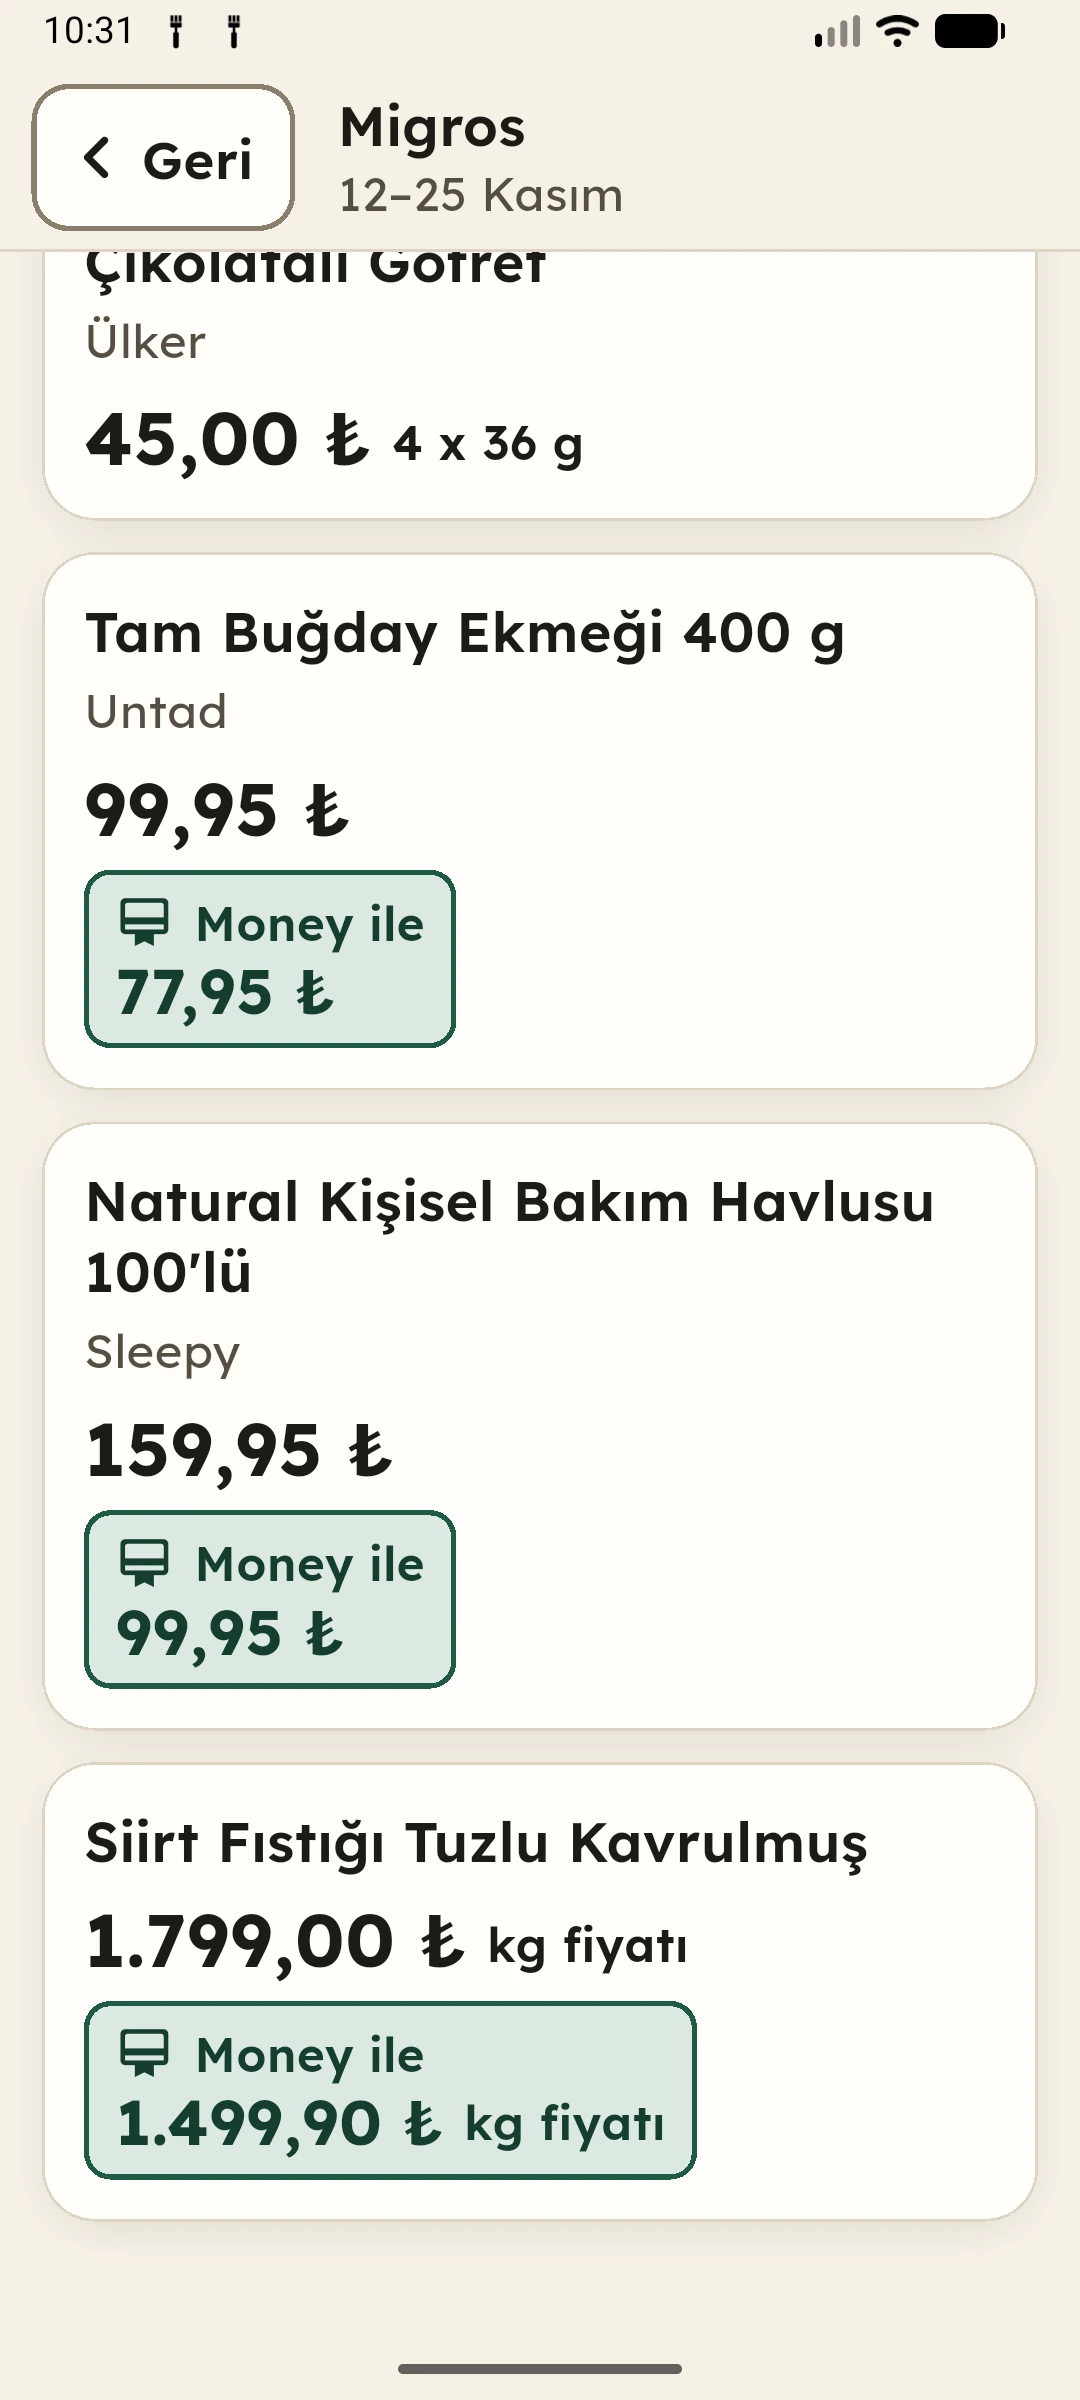 10:31
Geri
Migros
12–25 Kasım
Çikolatalı Gofret
Ülker
45,00 ₺ 4 x 36 g
Tam Buğday Ekmeği 400 g
Untad
99,95 ₺
Money ile
77,95 ₺
Natural Kişisel Bakım Havlusu
100'lü
Sleepy
159,95 ₺
Money ile
99,95 ₺
Siirt Fıstığı Tuzlu Kavrulmuş
1.799,00 ₺ kg fiyatı
Money ile
1.499,90 ₺ kg fiyatı